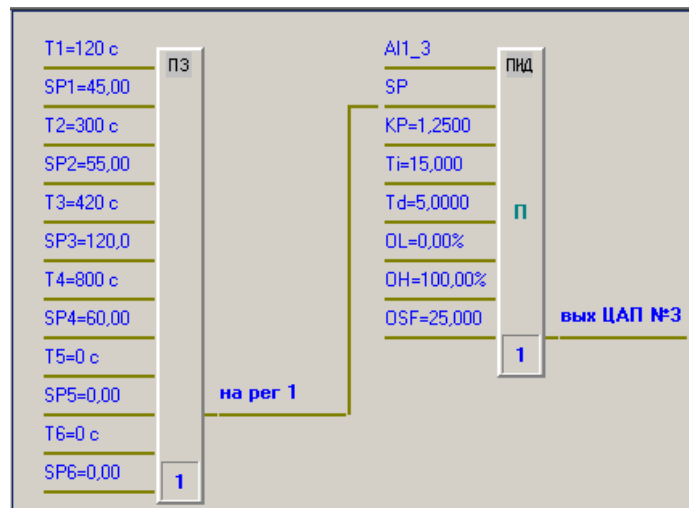 T1=120 с
ПЗ
SP1=45,00
T2=300 с
SP2=55,00
T3=420 с
SP3=120,0
T4=800 с
SP4=60,00
T5=0 с
SP5=0,00
T6=0 с
SP6=0,00
1
на рег 1
AI1_3
ПИД
SP
KP=1,2500
Ti=15,000
Td=5,0000
П
OL=0,00%
OH=100,00%
OSF=25,000
1
вых ЦАП №3